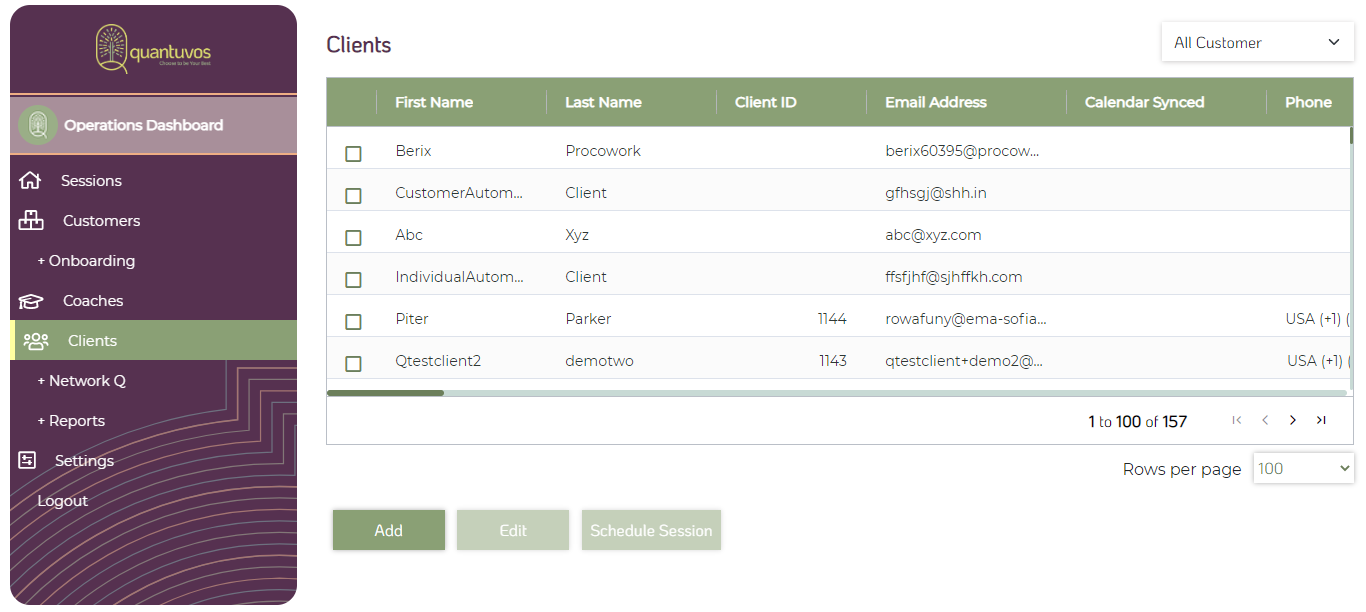 quantuvos
Choose to be Your Best
Operations Dashboard
Sessions
Customers
+ Onboarding
Coaches
Clients
+ Network Q
+ Reports
Settings
Logout
Clients
All Customer
First Name Last Name Client ID Email Address Calendar Synced Phone
Berix Procowork berix60395@procow...
CustomerAutom... Client gfhsgj@shh.in
Abc Xyz abc@xyz.com
IndividualAutom... Client ffsfjhf@sjhffkh.com
Piter Parker 1144 rowafuny@ema-sofia... USA (+1) (
Qtestclient2 demotwo 1143 qtestclient+demo2@... USA (+1) (
1 to 100 of 157
Rows per page 100
Add Edit Schedule Session